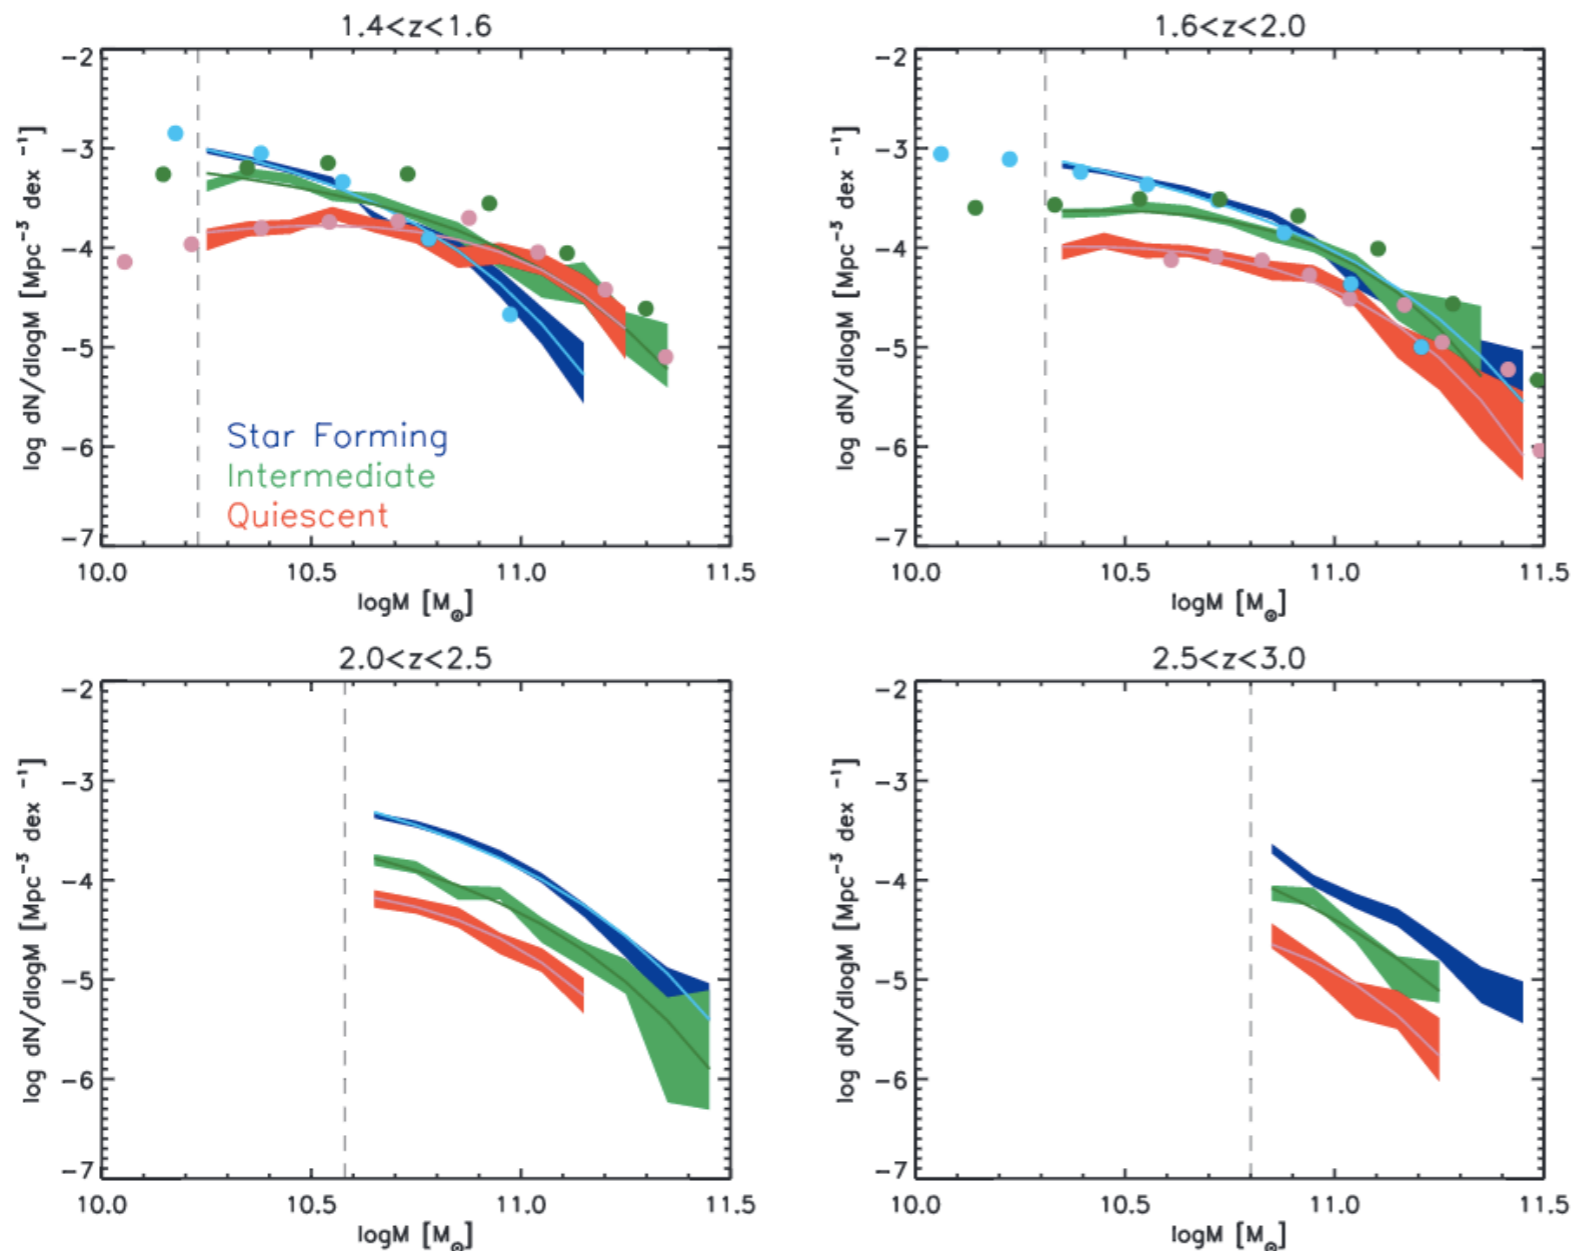 1.4<z<1.6
1.6<z<2.0
−2
−3
−4
−5
−6
−7
log dN/dlogM [Mpc⁻³ dex ⁻¹]
Star Forming
Intermediate
Quiescent
10.0 10.5 11.0 11.5
logM [M⊙]
−2
−3
−4
−5
−6
−7
log dN/dlogM [Mpc⁻³ dex ⁻¹]
10.0 10.5 11.0 11.5
logM [M⊙]
2.0<z<2.5
2.5<z<3.0
−2
−3
−4
−5
−6
−7
log dN/dlogM [Mpc⁻³ dex ⁻¹]
10.0 10.5 11.0 11.5
logM [M⊙]
−2
−3
−4
−5
−6
−7
log dN/dlogM [Mpc⁻³ dex ⁻¹]
10.0 10.5 11.0 11.5
logM [M⊙]